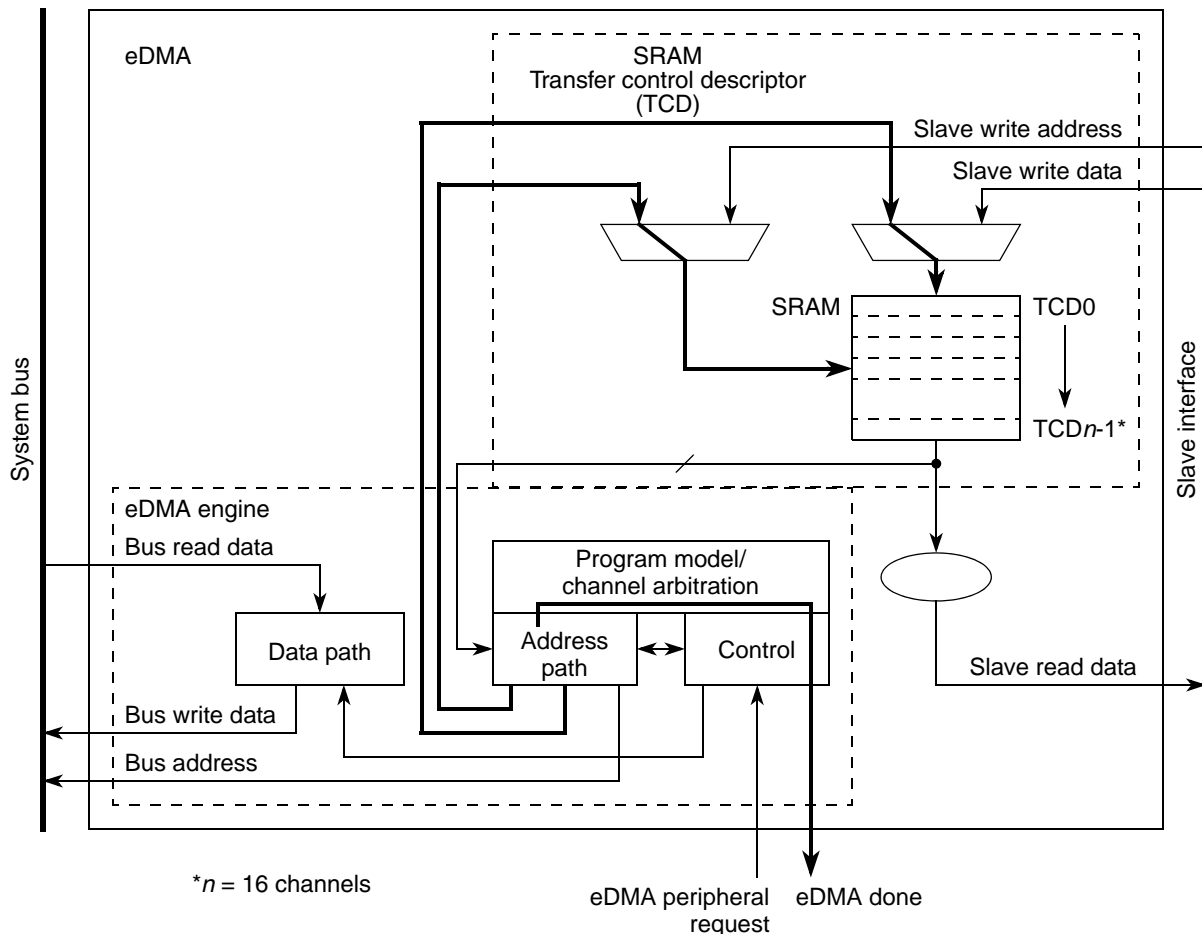 eDMA
SRAM
Transfer control descriptor
(TCD)
Slave write address
Slave write data
SRAM
TCD0
TCDn-1*
System bus
Slave interface
eDMA engine
Bus read data
Program model/
channel arbitration
Data path
Address
path
Control
Slave read data
Bus write data
Bus address
*n = 16 channels
eDMA peripheral
request
eDMA done